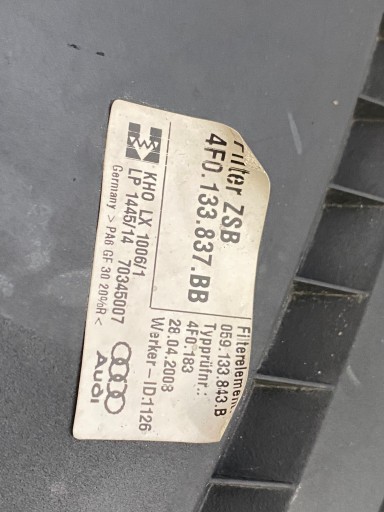 Filter ZSB
4F0.133.837.BB
Filterelement
059.133.843.B
Typprüfnr.:
4F0.183
28.04.2008
Werker-ID:1126
KHO LX 1006/1
LP 1445/14 70345007
Germany > PA6 GF 30 20%R <
Audi